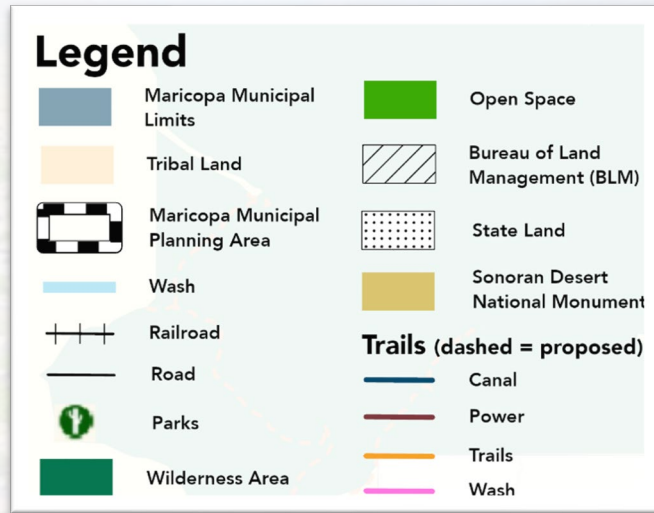 Legend
Maricopa Municipal
Limits
Tribal Land
Maricopa Municipal
Planning Area
Wash
Railroad
Road
Parks
Wilderness Area
Open Space
Bureau of Land
Management (BLM)
State Land
Sonoran Desert
National Monument
Trails (dashed = proposed)
Canal
Power
Trails
Wash